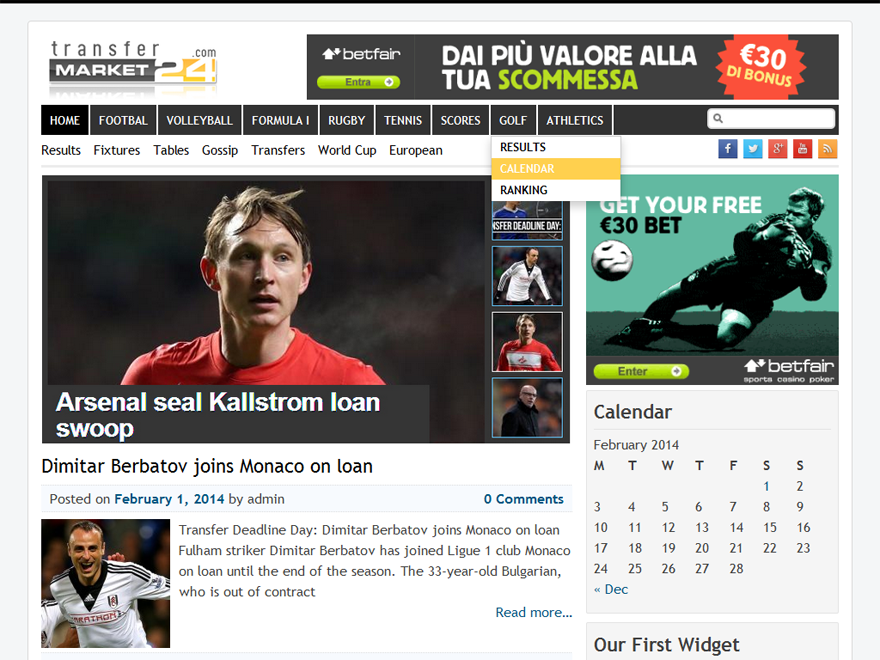 transfer
.com
MARKET 24
betfair
Entra
DAI PIÙ VALORE ALLA
TUA SCOMMESSA
€30
DI BONUS
HOME FOOTBAL VOLLEYBALL FORMULA I RUGBY TENNIS SCORES GOLF ATHLETICS
Results Fixtures Tables Gossip Transfers World Cup European
RESULTS
CALENDAR
RANKING
NSFER DEADLINE DAY:
Arsenal seal Kallstrom loan
swoop
GET YOUR FREE
€30 BET
Enter
betfair
sports casino poker
Dimitar Berbatov joins Monaco on loan
Posted on February 1, 2014 by admin
0 Comments
Transfer Deadline Day: Dimitar Berbatov joins Monaco on loan
Fulham striker Dimitar Berbatov has joined Ligue 1 club Monaco
on loan until the end of the season. The 33-year-old Bulgarian,
who is out of contract
Read more...
MARATHON
Calendar
February 2014
M T W T F S S
1 2
3 4 5 6 7 8 9
10 11 12 13 14 15 16
17 18 19 20 21 22 23
24 25 26 27 28
« Dec
Our First Widget